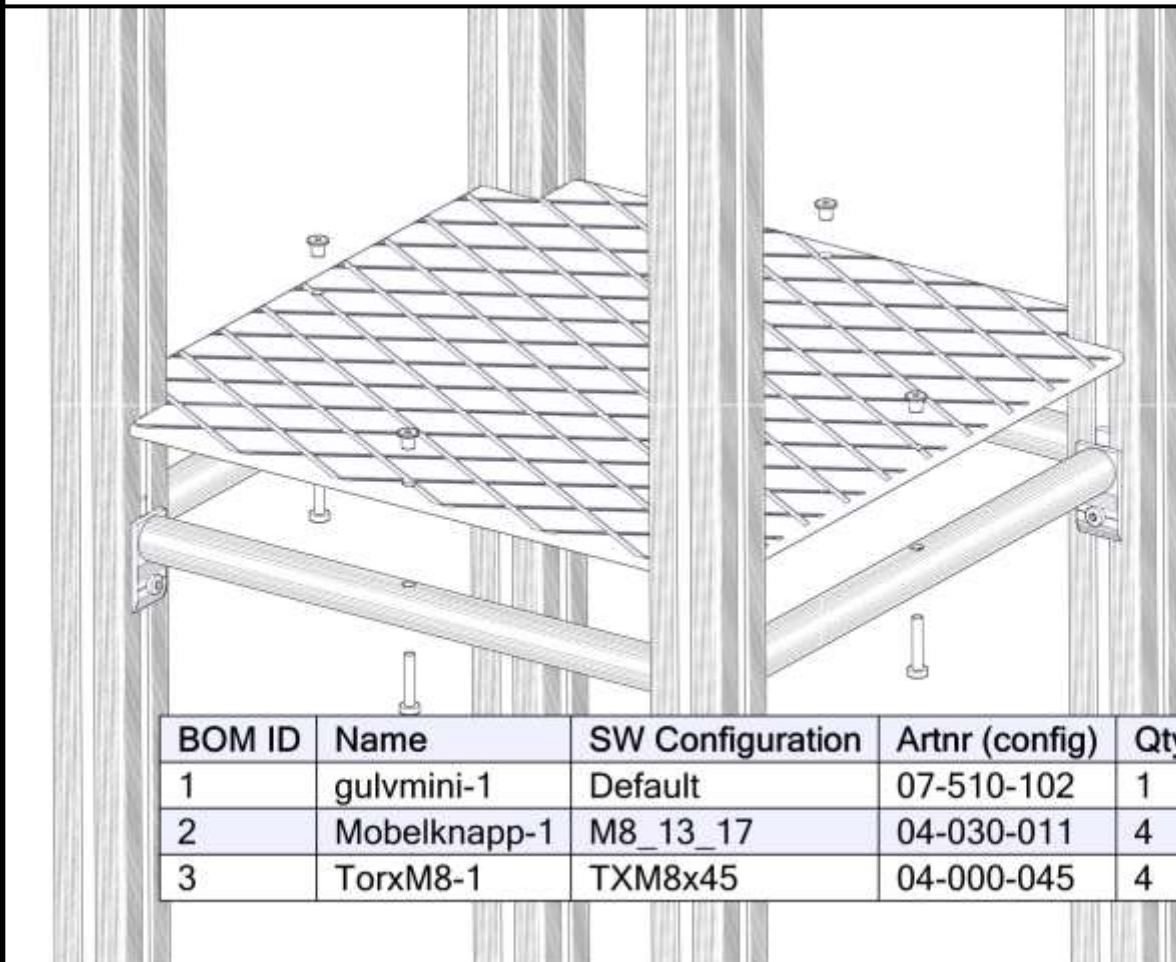 BOM ID Name SW Configuration Artnr (config) Qty
1 gulvmini-1 Default 07-510-102 1
2 Mobelknapp-1 M8_13_17 04-030-011 4
3 TorxM8-1 TXM8x45 04-000-045 4